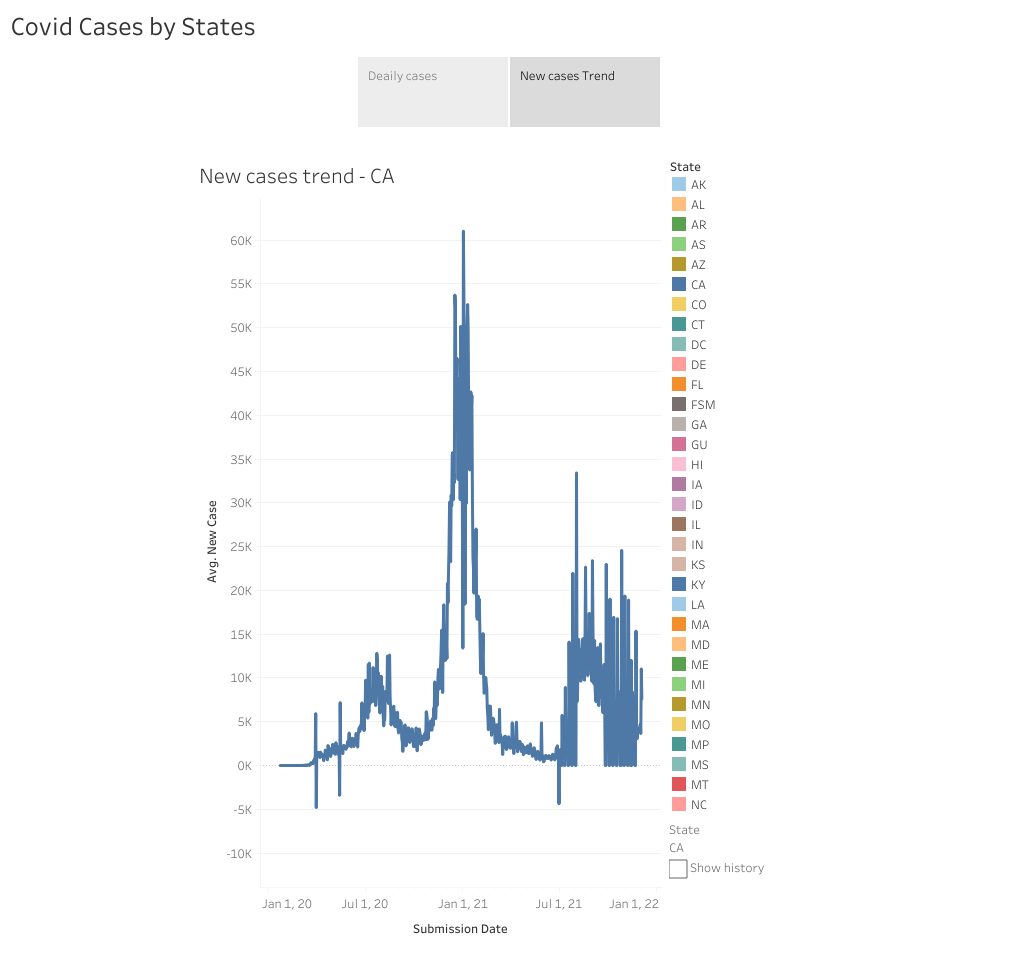 Covid Cases by States
Deaily cases
New cases Trend
New cases trend - CA
60K
55K
50K
45K
40K
35K
30K
25K
20K
15K
10K
5K
0K
-5K
-10K
Avg. New Case
Jan 1, 20
Jul 1, 20
Jan 1, 21
Jul 1, 21
Jan 1, 22
Submission Date
State
AK
AL
AR
AS
AZ
CA
CO
CT
DC
DE
FL
FSM
GA
GU
HI
IA
ID
IL
IN
KS
KY
LA
MA
MD
ME
MI
MN
MO
MP
MS
MT
NC
State
CA
Show history